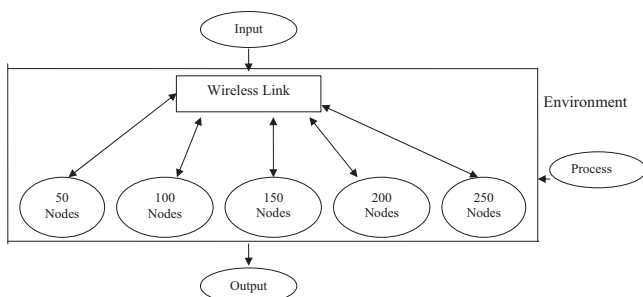 Input
Wireless Link
Environment
Process
50
Nodes
100
Nodes
150
Nodes
200
Nodes
250
Nodes
Output